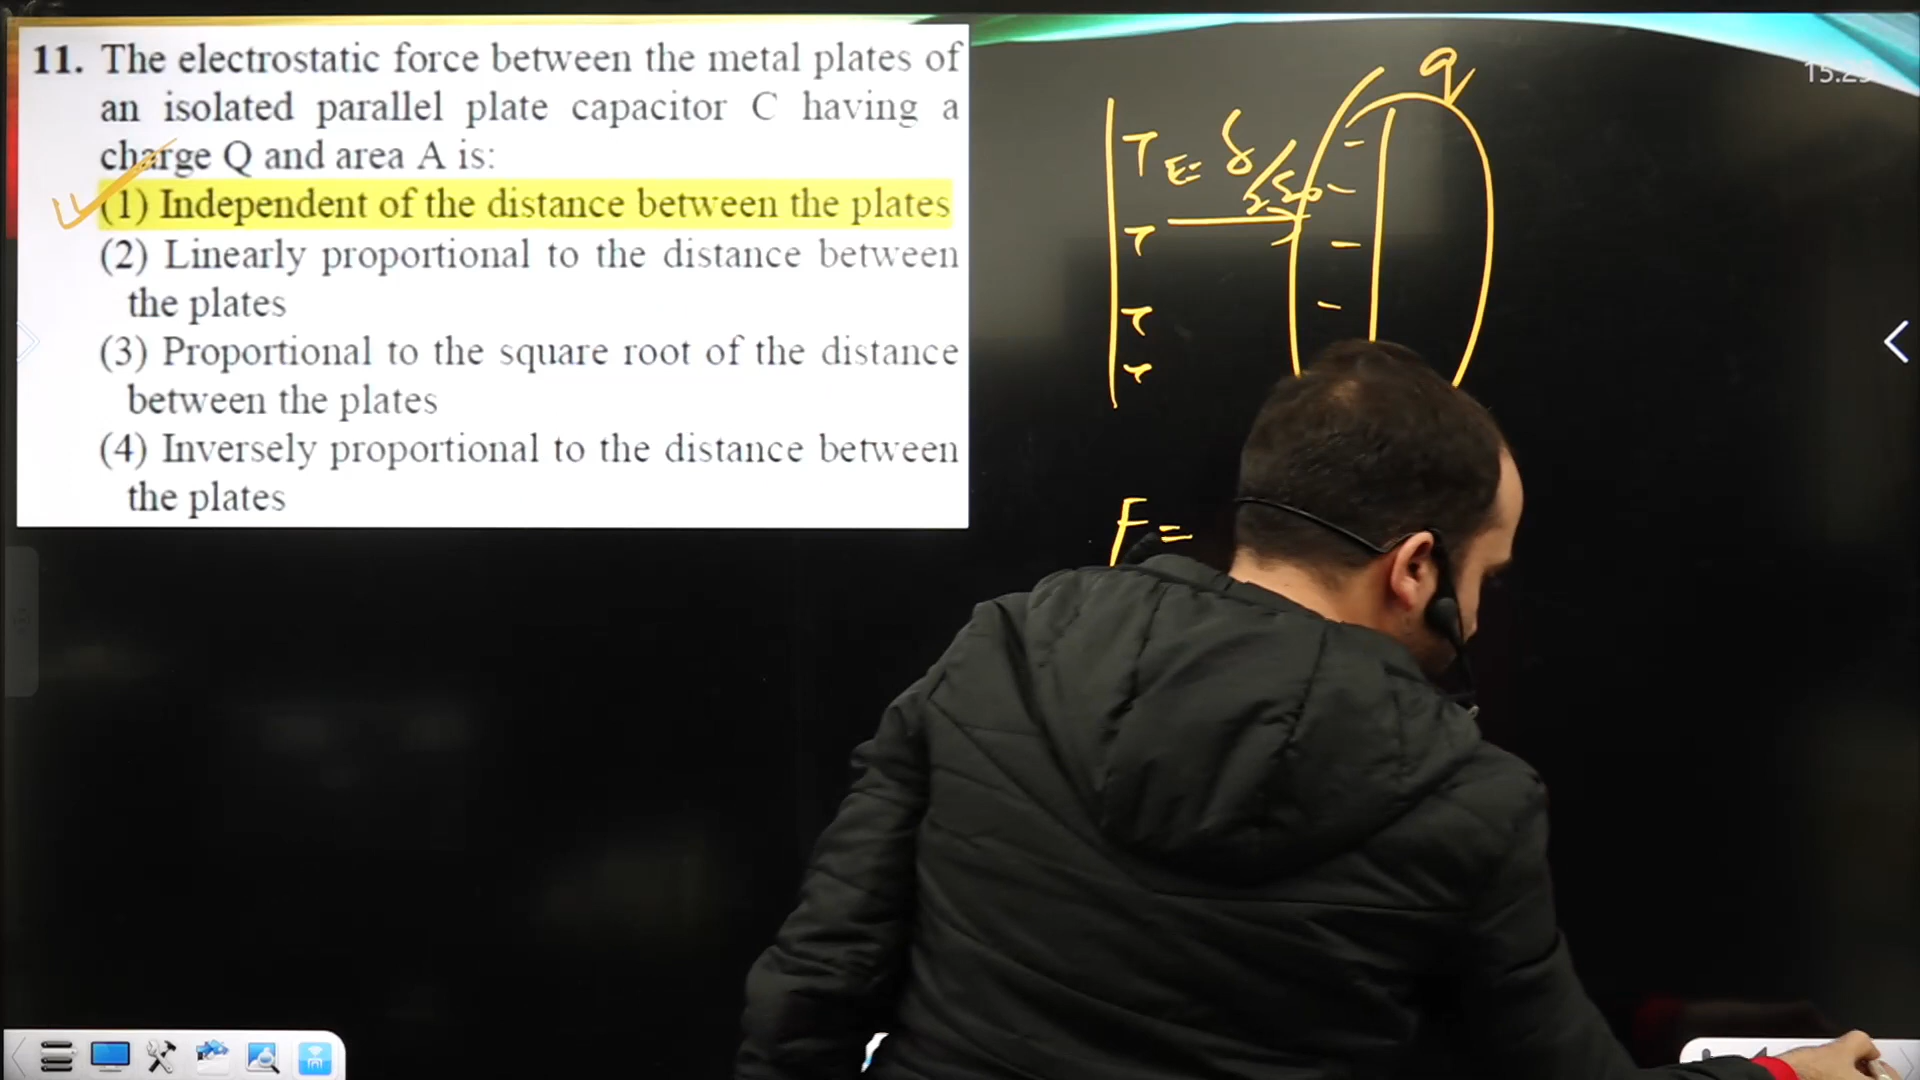 11. The electrostatic force between the metal plates of
an isolated parallel plate capacitor C having a
charge Q and area A is:
(1) Independent of the distance between the plates
(2) Linearly proportional to the distance between
the plates
(3) Proportional to the square root of the distance
between the plates
(4) Inversely proportional to the distance between
the plates
q
E=
F =